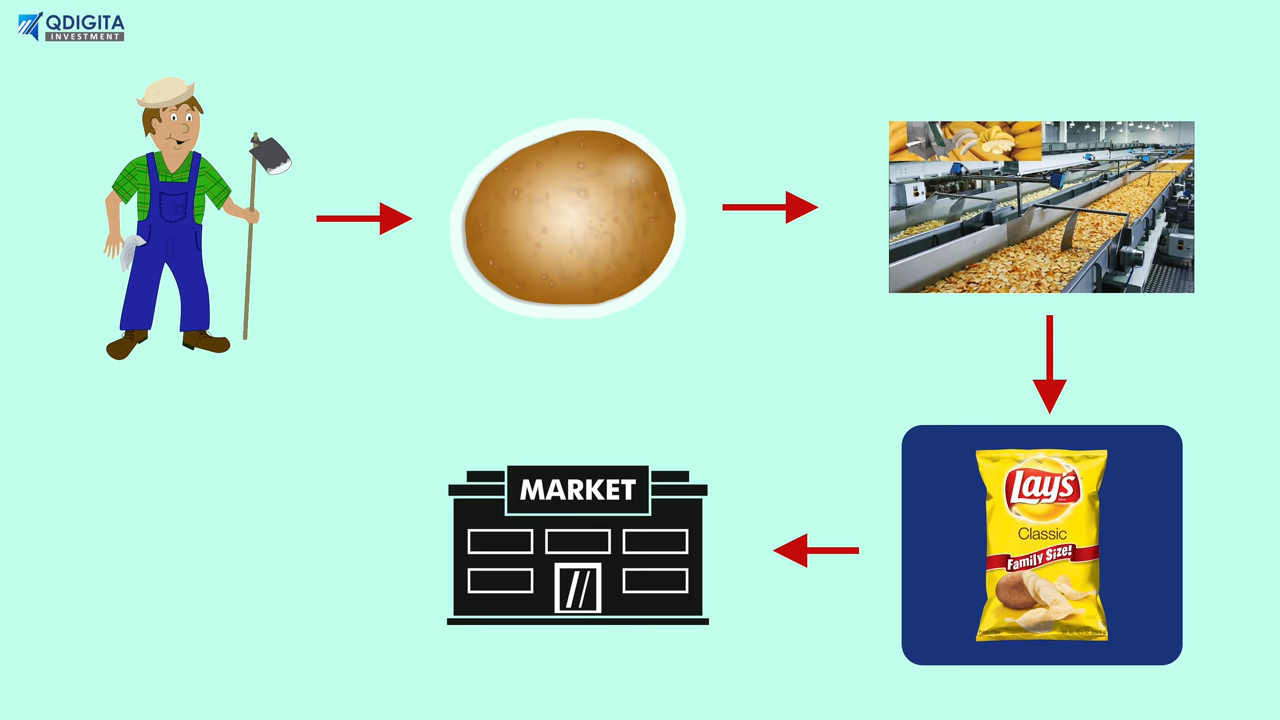 QDIGITA
INVESTMENT
MARKET
Lay's
Classic
Family Size!